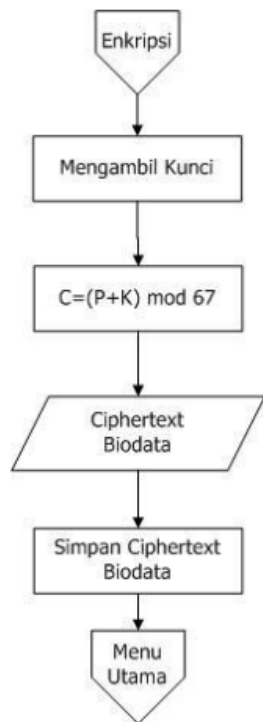 Enkripsi
Mengambil Kunci
C=(P+K) mod 67
Ciphertext
Biodata
Simpan Ciphertext
Biodata
Menu
Utama